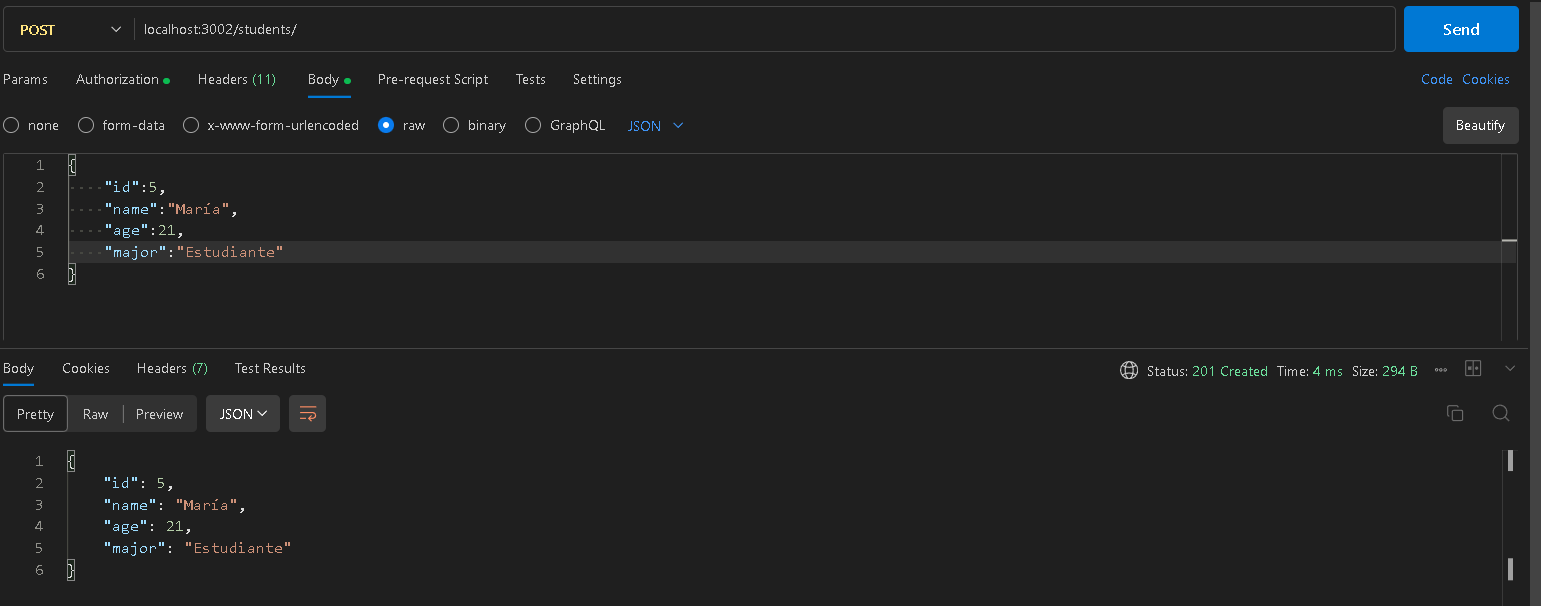 POST localhost:3002/students/ Send
Params Authorization Headers (11) Body Pre-request Script Tests Settings Code Cookies
none form-data x-www-form-urlencoded raw binary GraphQL JSON Beautify
1 {
2 "id":5,
3 "name":"María",
4 "age":21,
5 "major":"Estudiante"
6 }
Body Cookies Headers (7) Test Results Status: 201 Created Time: 4 ms Size: 294 B
Pretty Raw Preview JSON
1 {
2 "id": 5,
3 "name": "María",
4 "age": 21,
5 "major": "Estudiante"
6 }